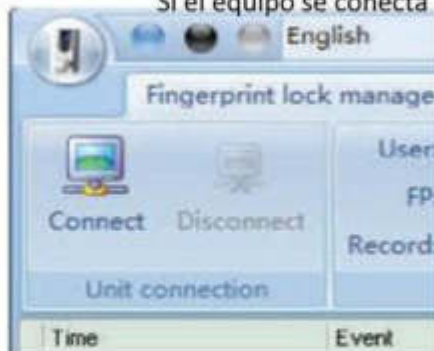 Si el equipo se conecta
English
Fingerprint lock manage
User
FP
Connect Disconnect
Record
Unit connection
Time Event